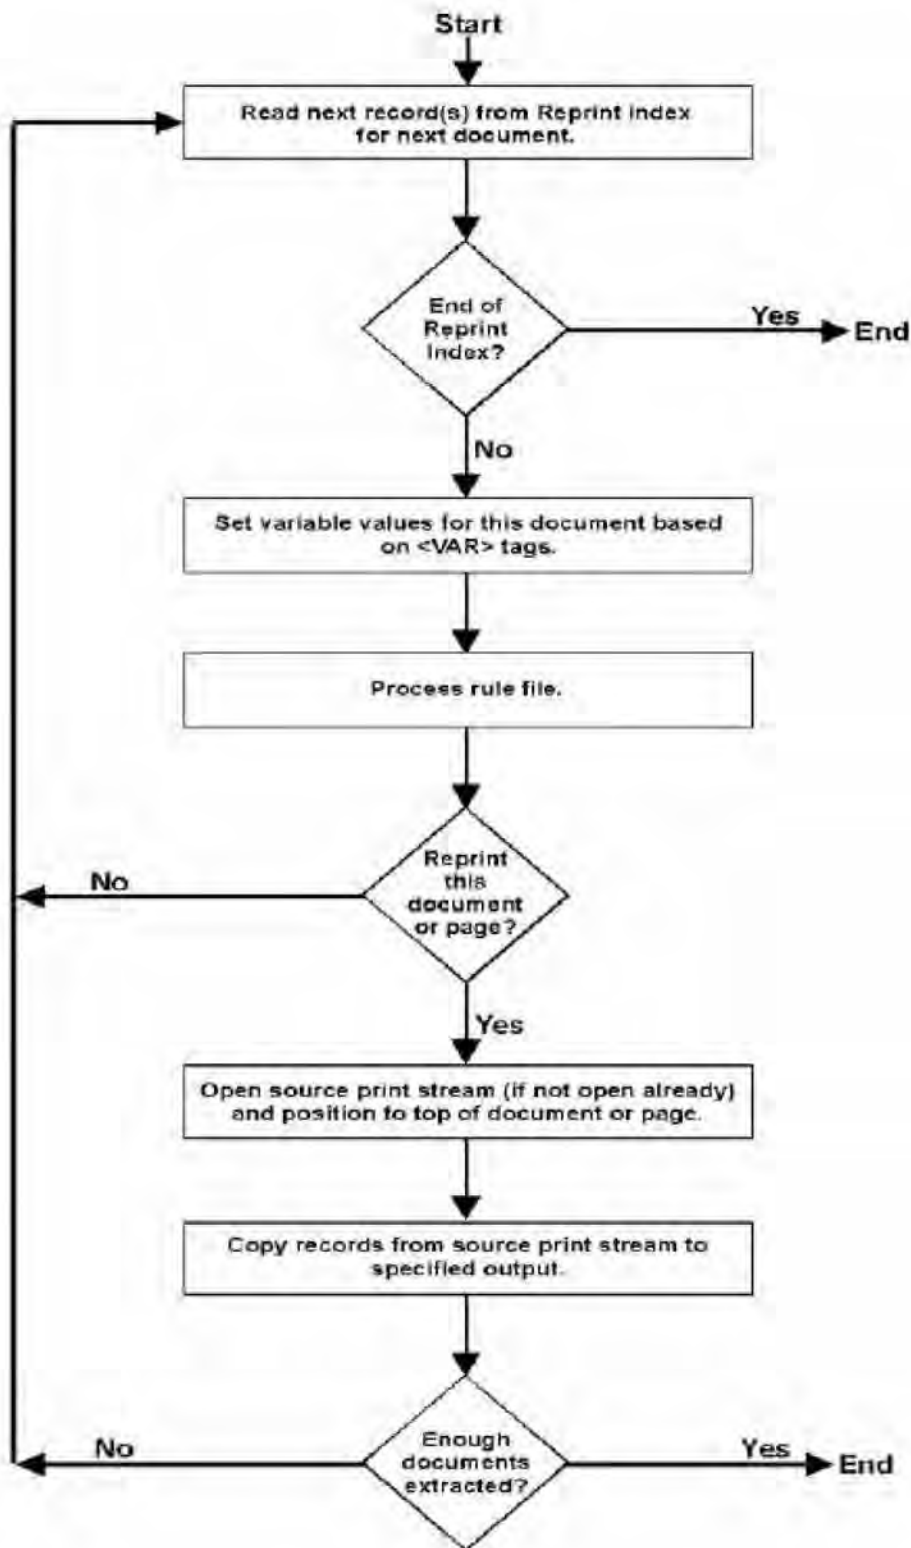 Start
Read next record(s) from Reprint Index
for next document.
End of
Reprint
Index?
Yes
End
No
Set variable values for this document based
on <VAR> tags.
Process rule file.
Reprint
this
document
or page?
No
Yes
Open source print stream (if not open already)
and position to top of document or page.
Copy records from source print stream to
specified output.
Enough
documents
extracted?
No
Yes
End